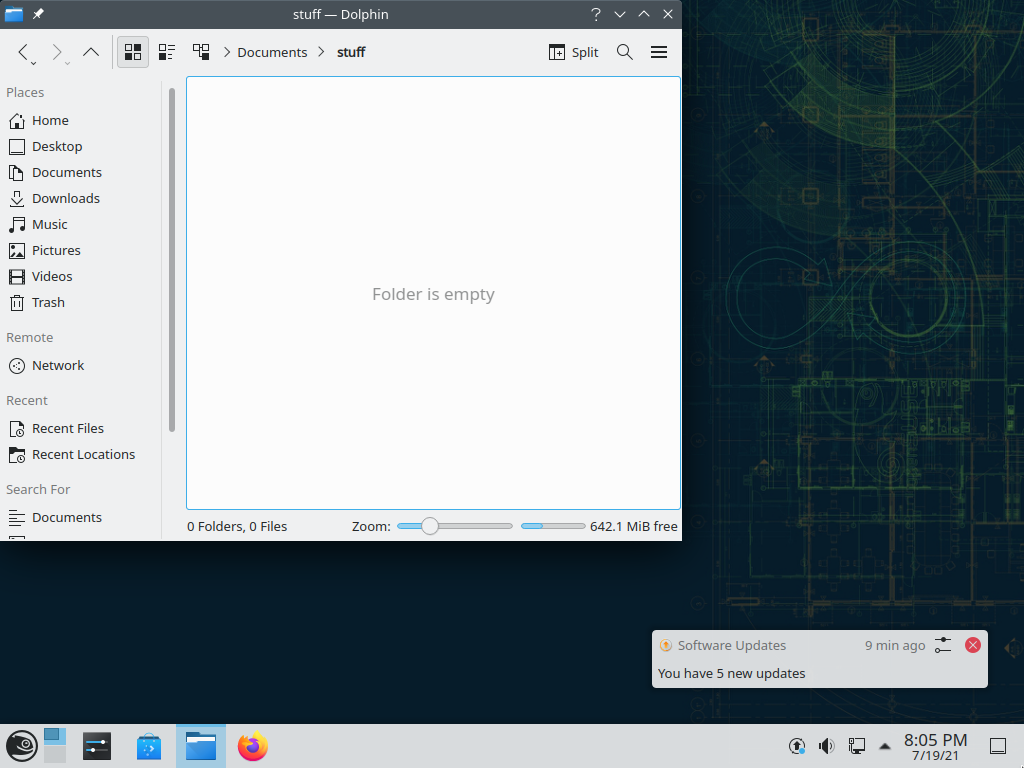 stuff — Dolphin
Documents
stuff
Split
Places
Home
Desktop
Documents
Downloads
Music
Pictures
Videos
Trash
Remote
Network
Recent
Recent Files
Recent Locations
Search For
Documents
Folder is empty
0 Folders, 0 Files
Zoom:
642.1 MiB free
Software Updates
9 min ago
You have 5 new updates
8:05 PM
7/19/21